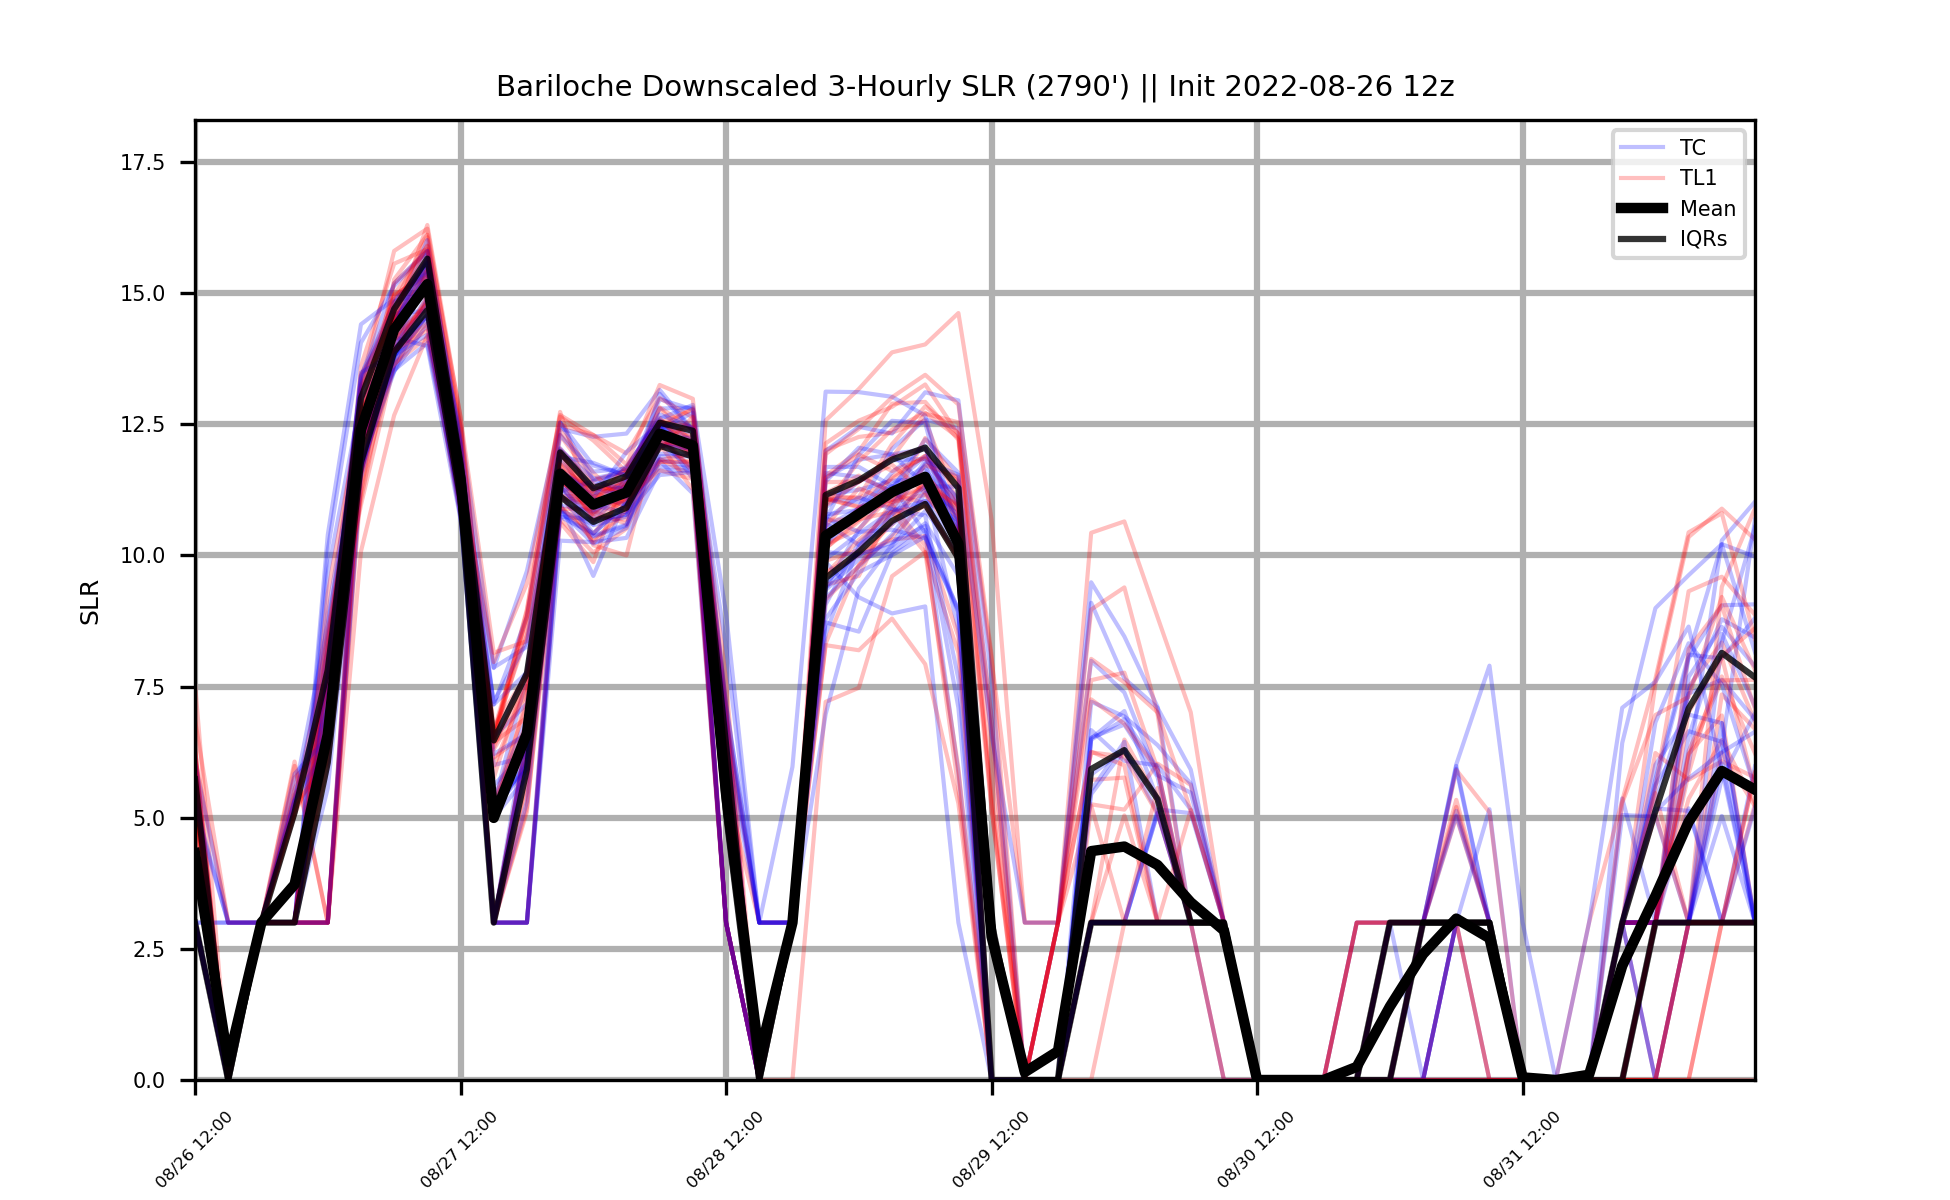 Bariloche Downscaled 3-Hourly SLR (2790') || Init 2022-08-26 12z
TC
TL1
Mean
IQRs
17.5
15.0
12.5
10.0
7.5
5.0
2.5
0.0
SLR
08/26 12:00
08/27 12:00
08/28 12:00
08/29 12:00
08/30 12:00
08/31 12:00